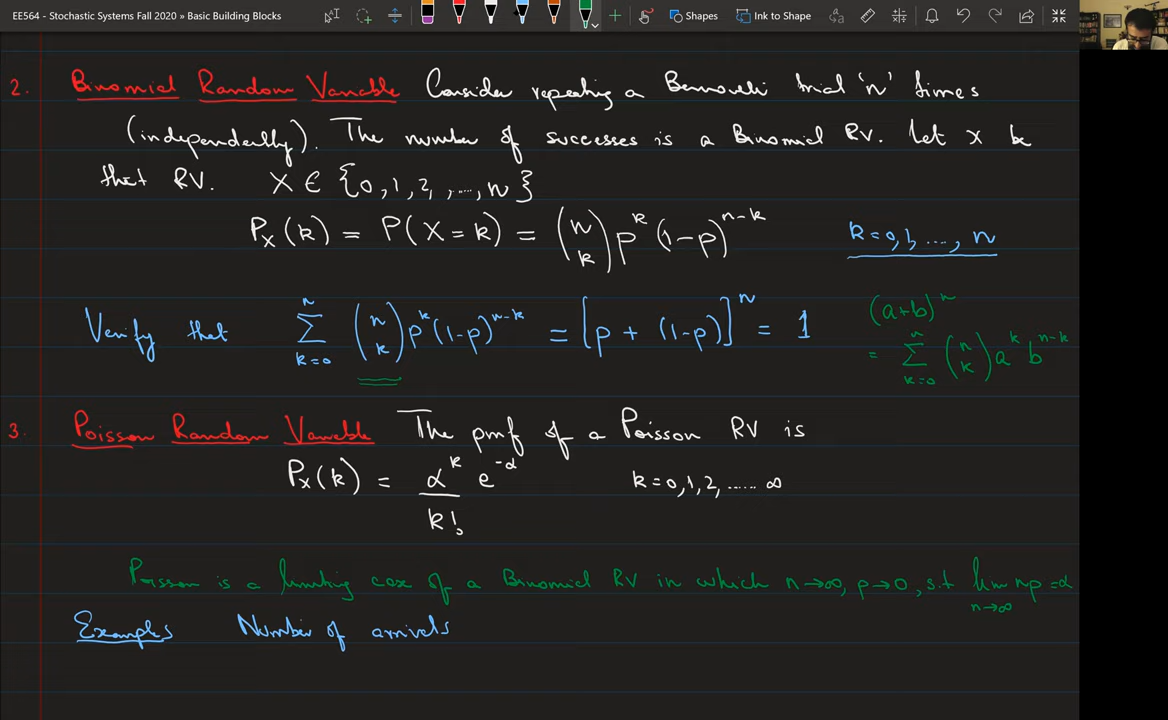 EE564 - Stochastic Systems Fall 2020 » Basic Building Blocks
Shapes
Ink to Shape
2. Binomial Random Variable Consider repeating a Bernoulli trial 'n' times
(independently). The number of successes is a Binomial RV. Let X be
that RV. X ∈ {0, 1, 2, ...., n}
Pₓ(k) = P(X = k) = (n k) p^k (1-p)^(n-k) k = 0, 1, ...., n
Verify that ∑_{k=0}^{n} (n k) p^k (1-p)^(n-k) = [p + (1-p)]^n = 1
(a+b)^n
= ∑_{k=0}^{n} (n k) a^k b^(n-k)
3. Poisson Random Variable The pmf of a Poisson RV is
Pₓ(k) = α^k e^(-α) / k! k = 0, 1, 2, ...... ∞
Poisson is a limiting case of a Binomial RV in which n→∞, p→0, s.t lim_{n→∞} np = α
Examples Number of arrivals